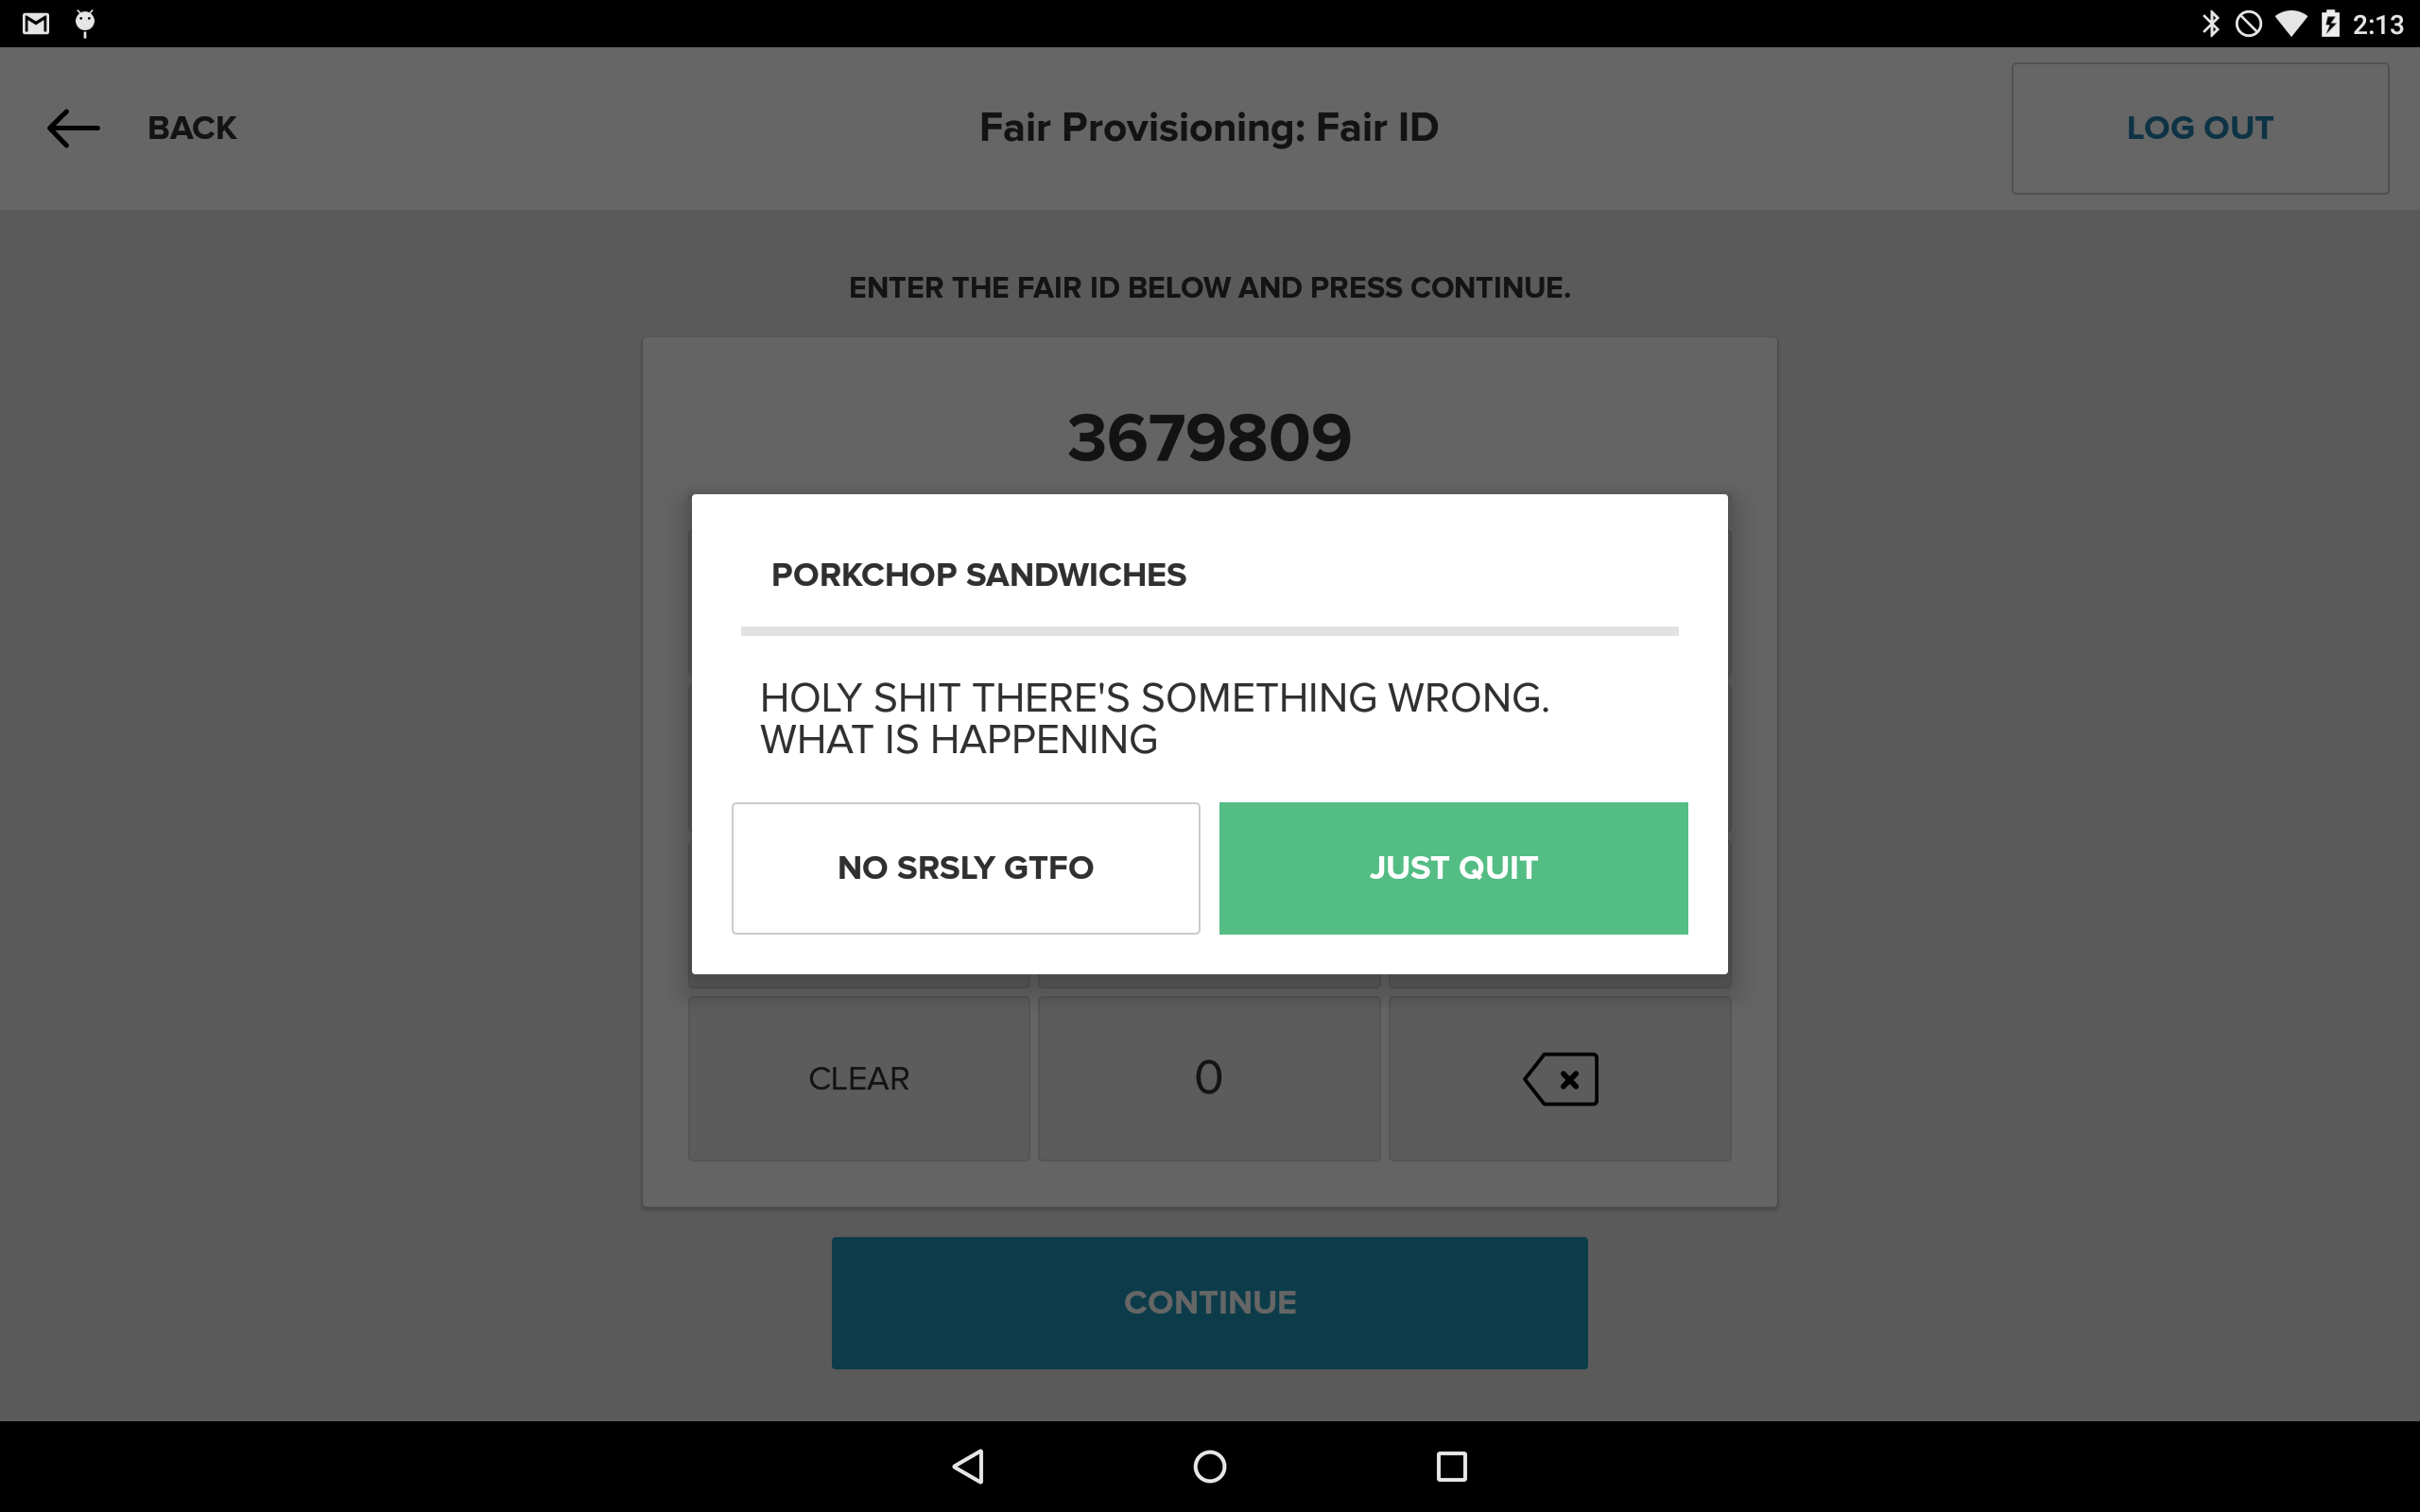 2:13
BACK
Fair Provisioning: Fair ID
LOG OUT
ENTER THE FAIR ID BELOW AND PRESS CONTINUE.
3679809
PORKCHOP SANDWICHES
HOLY SHIT THERE'S SOMETHING WRONG.
WHAT IS HAPPENING
NO SRSLY GTFO
JUST QUIT
CLEAR
0
CONTINUE